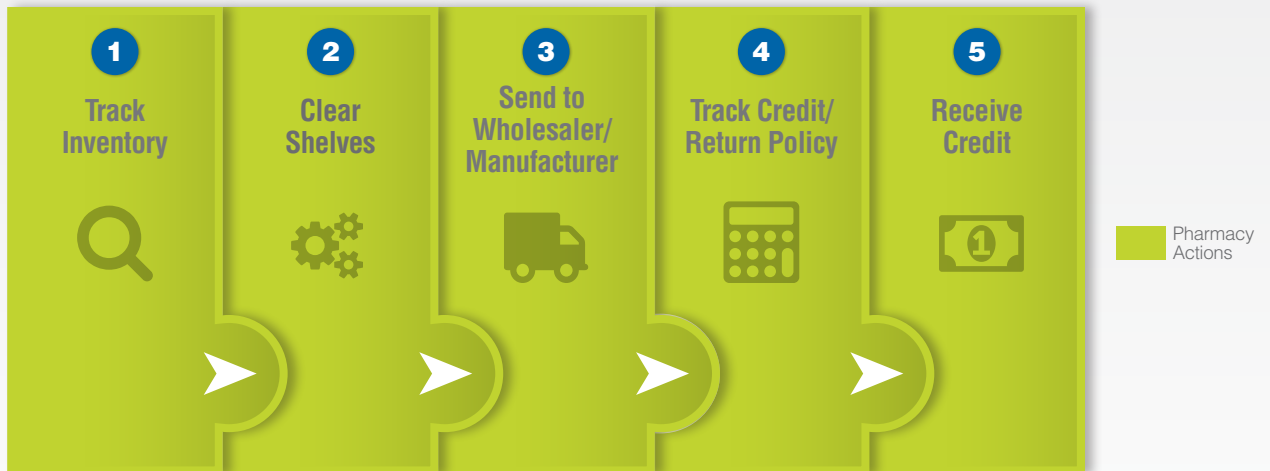 1
Track
Inventory
2
Clear
Shelves
3
Send to
Wholesaler/
Manufacturer
4
Track Credit/
Return Policy
5
Receive
Credit
1
Pharmacy
Actions